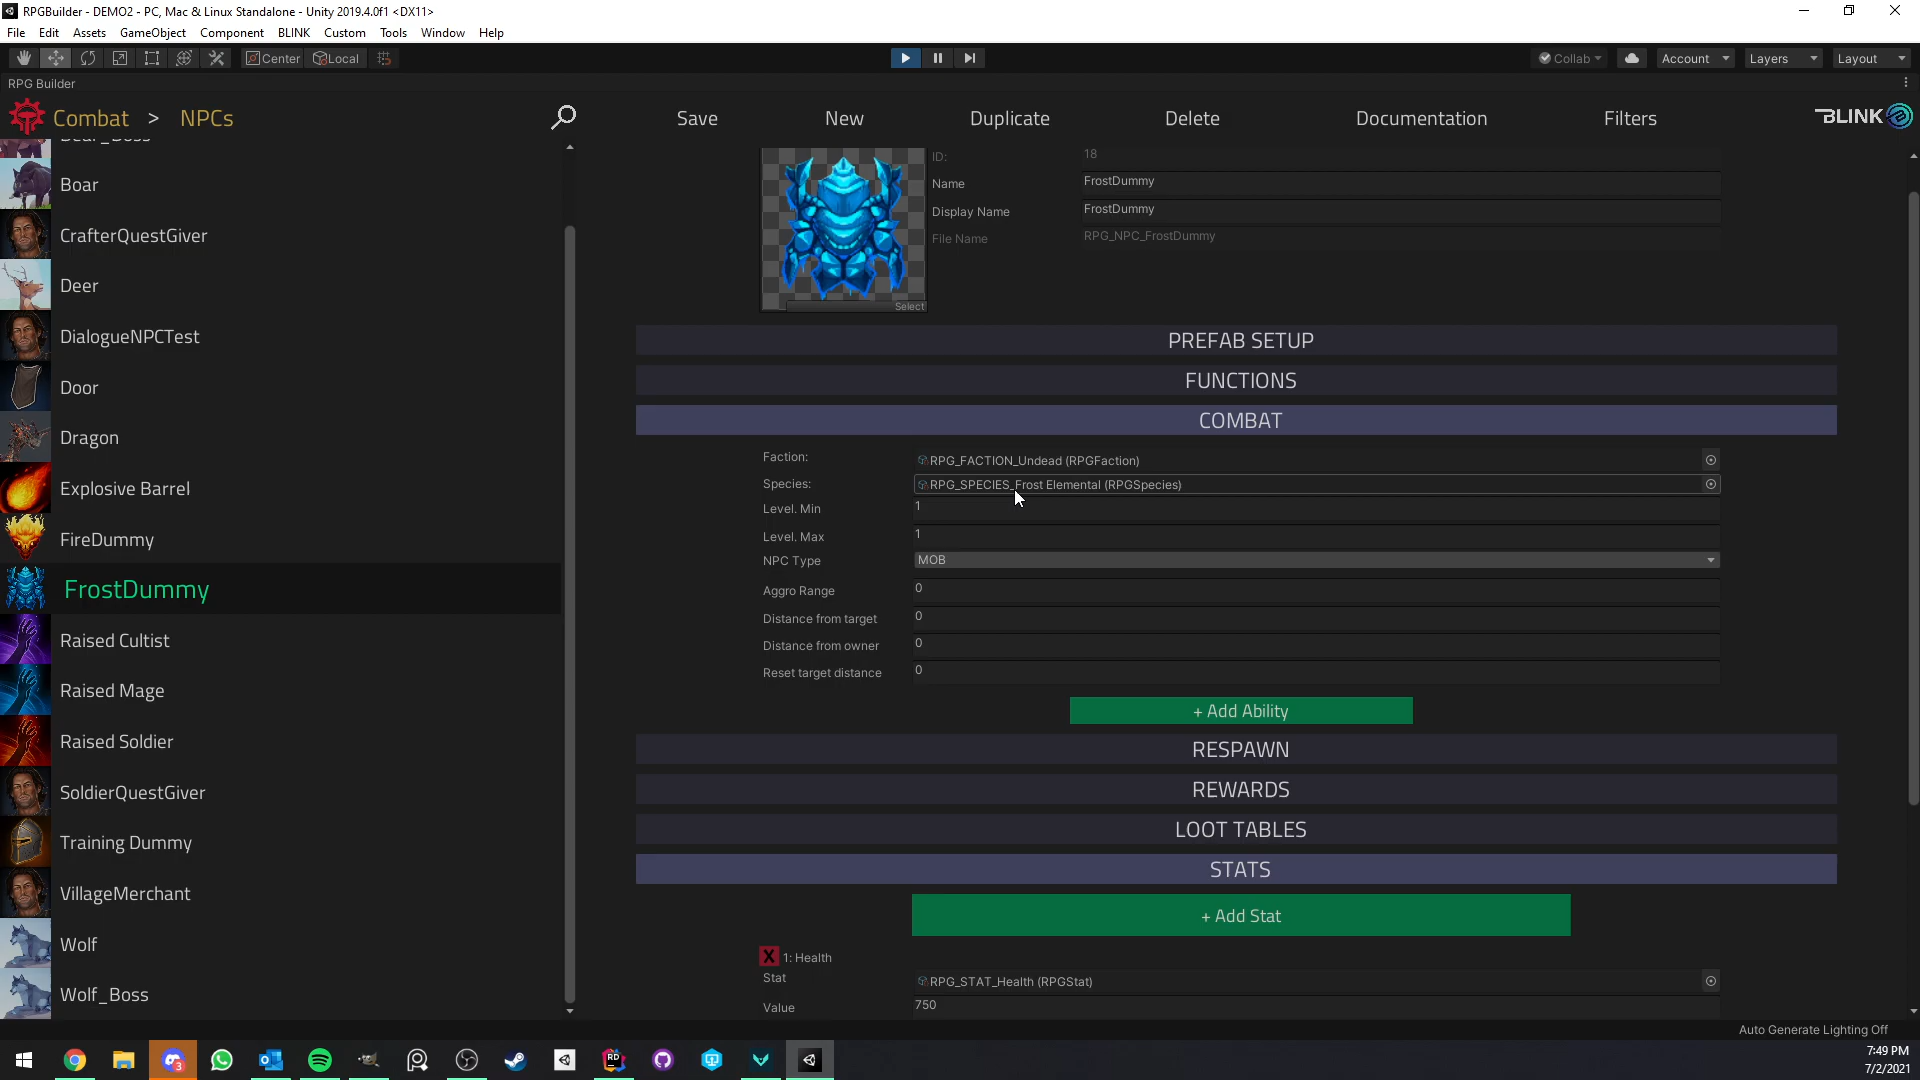 RPGBuilder - DEMO2 - PC, Mac & Linux Standalone - Unity 2019.4.0f1 <DX11>
File Edit Assets GameObject Component BLINK Custom Tools Window Help
Center Local Collab Account Layers Layout
RPG Builder
Combat > NPCs Save New Duplicate Delete Documentation Filters BLINK
Bear_Boss
Boar
CrafterQuestGiver
Deer
DialogueNPCTest
Door
Dragon
Explosive Barrel
FireDummy
FrostDummy
Raised Cultist
Raised Mage
Raised Soldier
SoldierQuestGiver
Training Dummy
VillageMerchant
Wolf
Wolf_Boss
Select
ID: 18
Name FrostDummy
Display Name FrostDummy
File Name RPG_NPC_FrostDummy
PREFAB SETUP
FUNCTIONS
COMBAT
Faction: RPG_FACTION_Undead (RPGFaction)
Species: RPG_SPECIES_Frost Elemental (RPGSpecies)
Level. Min 1
Level. Max 1
NPC Type MOB
Aggro Range 0
Distance from target 0
Distance from owner 0
Reset target distance 0
+ Add Ability
RESPAWN
REWARDS
LOOT TABLES
STATS
+ Add Stat
X 1: Health
Stat RPG_STAT_Health (RPGStat)
Value 750
Auto Generate Lighting Off
3
RD
7:49 PM
7/2/2021